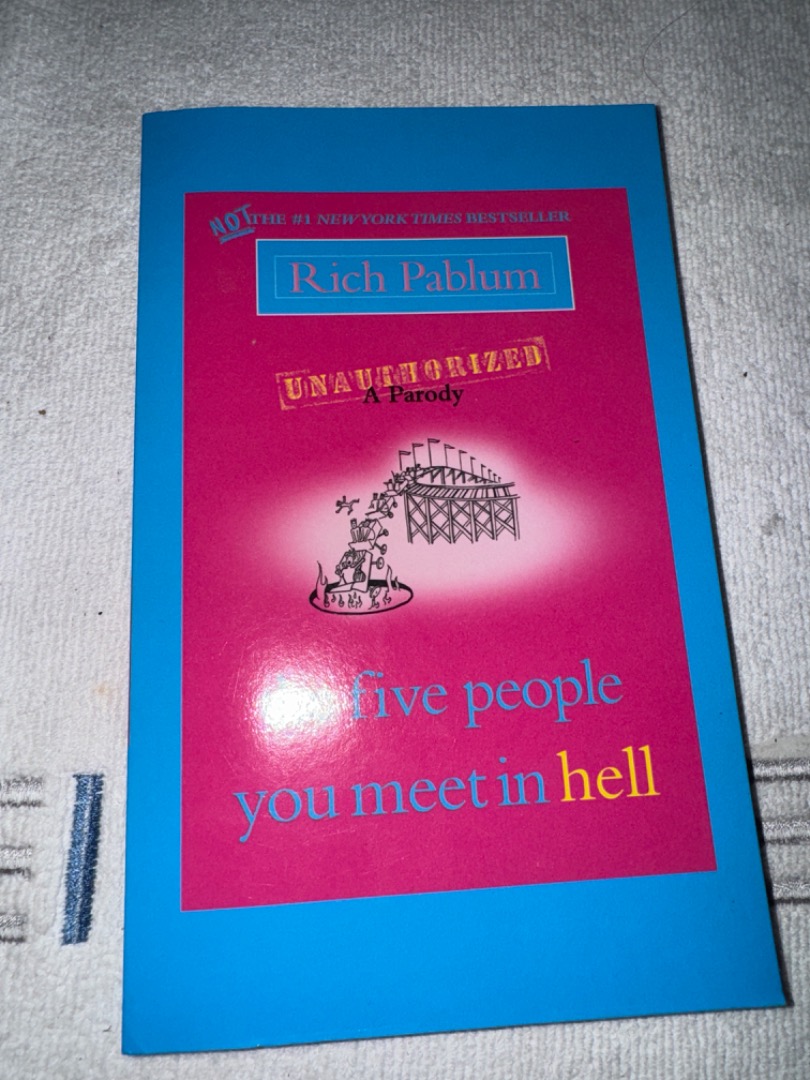 NOT THE #1 NEW YORK TIMES BESTSELLER
Rich Pablum
UNAUTHORIZED
A Parody
five people
you meet in hell